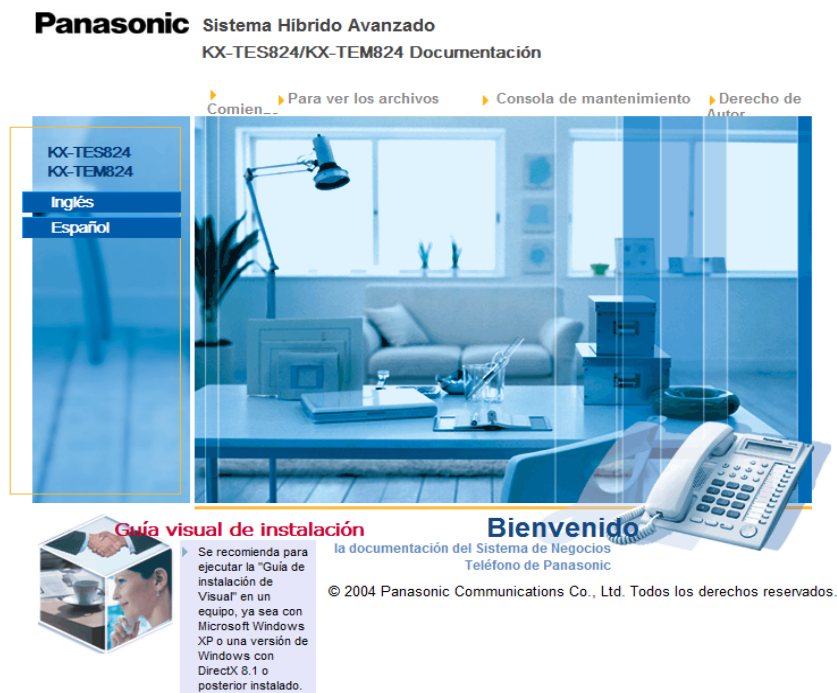 Panasonic Sistema Híbrido Avanzado
KX-TES824/KX-TEM824 Documentación
Para ver los archivos
Consola de mantenimiento
Derecho de
Autor
KX-TES824
KX-TEM824
Inglés
Español
Guía visual de instalación
Se recomienda para
ejecutar la "Guía de
instalación de
Visual" en un
equipo, ya sea con
Microsoft Windows
XP o una versión de
Windows con
DirectX 8.1 o
posterior instalado.
Bienvenido
la documentación del Sistema de Negocios
Teléfono de Panasonic
© 2004 Panasonic Communications Co., Ltd. Todos los derechos reservados.